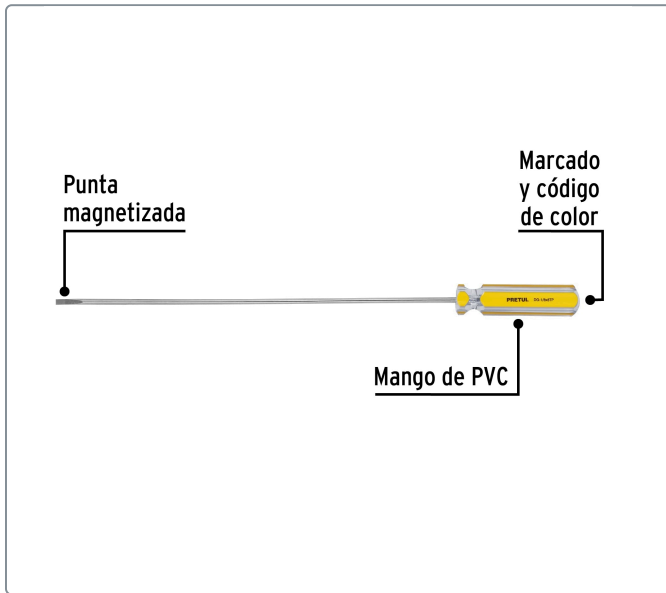 Punta
magnetizada
Marcado
y código
de color
PRETUL
Mango de PVC